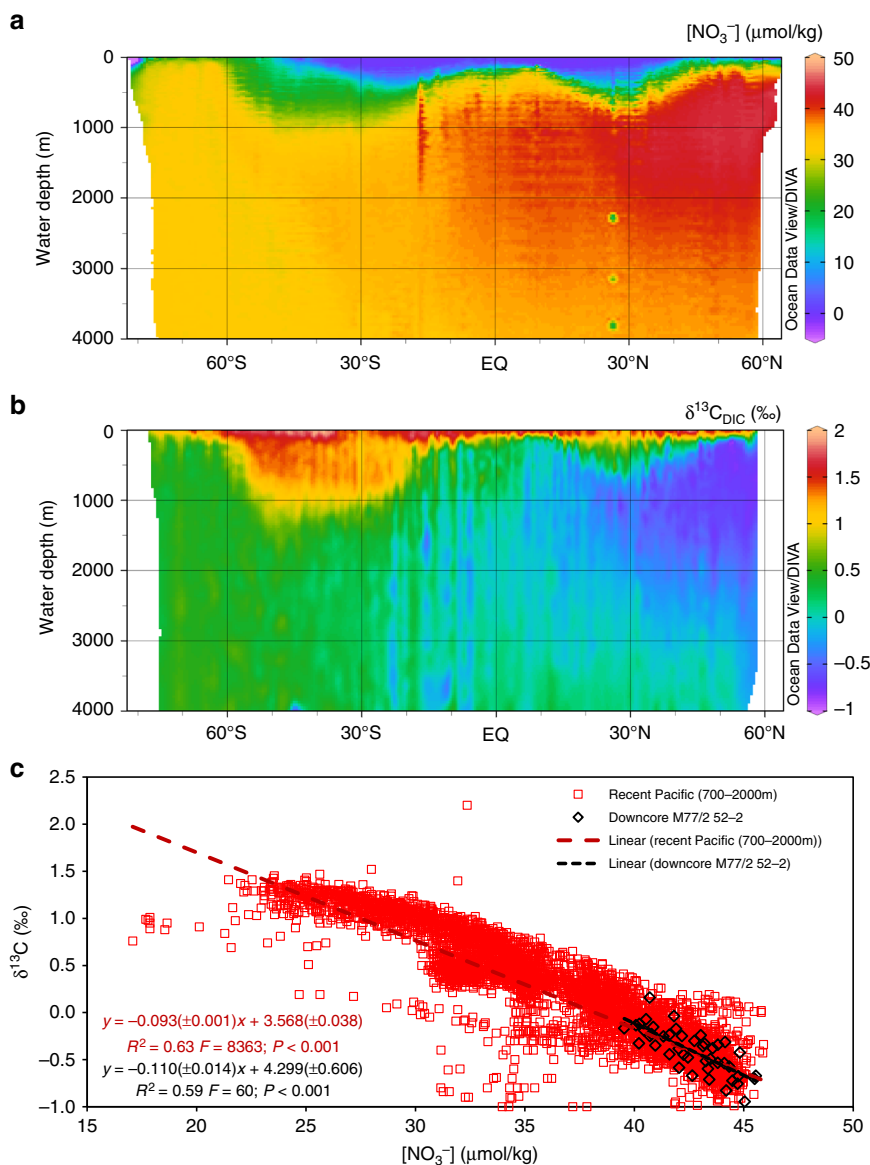 a
[NO₃⁻] (μmol/kg)
0
1000
2000
3000
4000
Water depth (m)
60°S
30°S
EQ
30°N
60°N
50
40
30
20
10
0
Ocean Data View/DIVA
b
δ¹³C_DIC (‰)
0
1000
2000
3000
4000
Water depth (m)
60°S
30°S
EQ
30°N
60°N
2
1.5
1
0.5
0
−0.5
−1
Ocean Data View/DIVA
c
2.5
2.0
1.5
1.0
0.5
0.0
−0.5
−1.0
δ¹³C (‰)
Recent Pacific (700–2000m)
Downcore M77/2 52–2
Linear (recent Pacific (700–2000m))
Linear (downcore M77/2 52–2)
y = −0.093(±0.001)x + 3.568(±0.038)
R² = 0.63 F = 8363; P < 0.001
y = −0.110(±0.014)x + 4.299(±0.606)
R² = 0.59 F = 60; P < 0.001
15
20
25
30
35
40
45
50
[NO₃⁻] (μmol/kg)